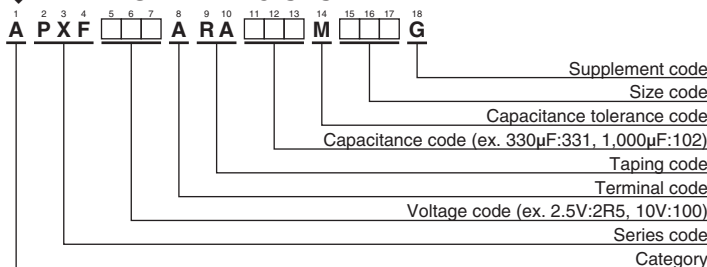 1 2 3 4 5 6 7 8 9 10 11 12 13 14 15 16 17 18
A PXF □□□ A RA □□□ M □□□ G
Supplement code
Size code
Capacitance tolerance code
Capacitance code (ex. 330µF:331, 1,000µF:102)
Taping code
Terminal code
Voltage code (ex. 2.5V:2R5, 10V:100)
Series code
Category